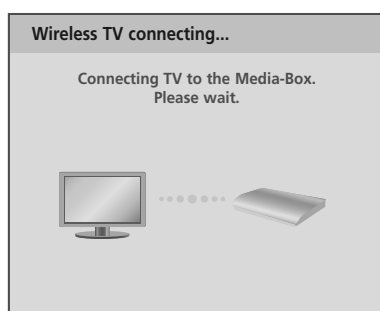 Wireless TV connecting...
Connecting TV to the Media-Box.
Please wait.